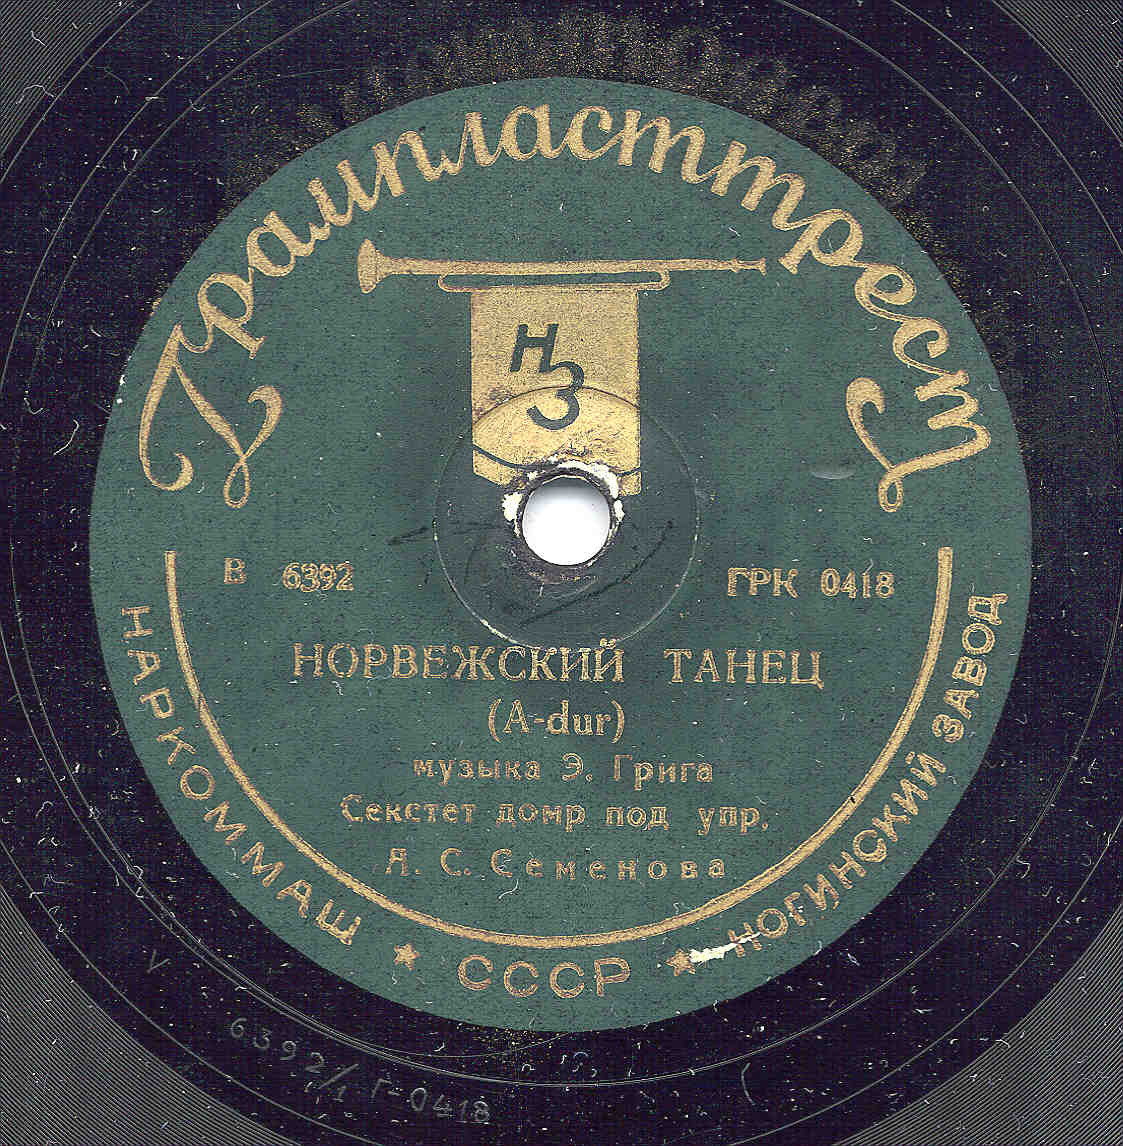 Грампласттрест
НЗ
В 6392
ГРК 0418
НОРВЕЖСКИЙ ТАНЕЦ
(A-dur)
музыка Э. Грига
Секстет домр под упр.
А. С. Семенова
НАРКОММАШ ★ СССР ★ НОГИНСКИЙ ЗАВОД
6392/1 Г-0418